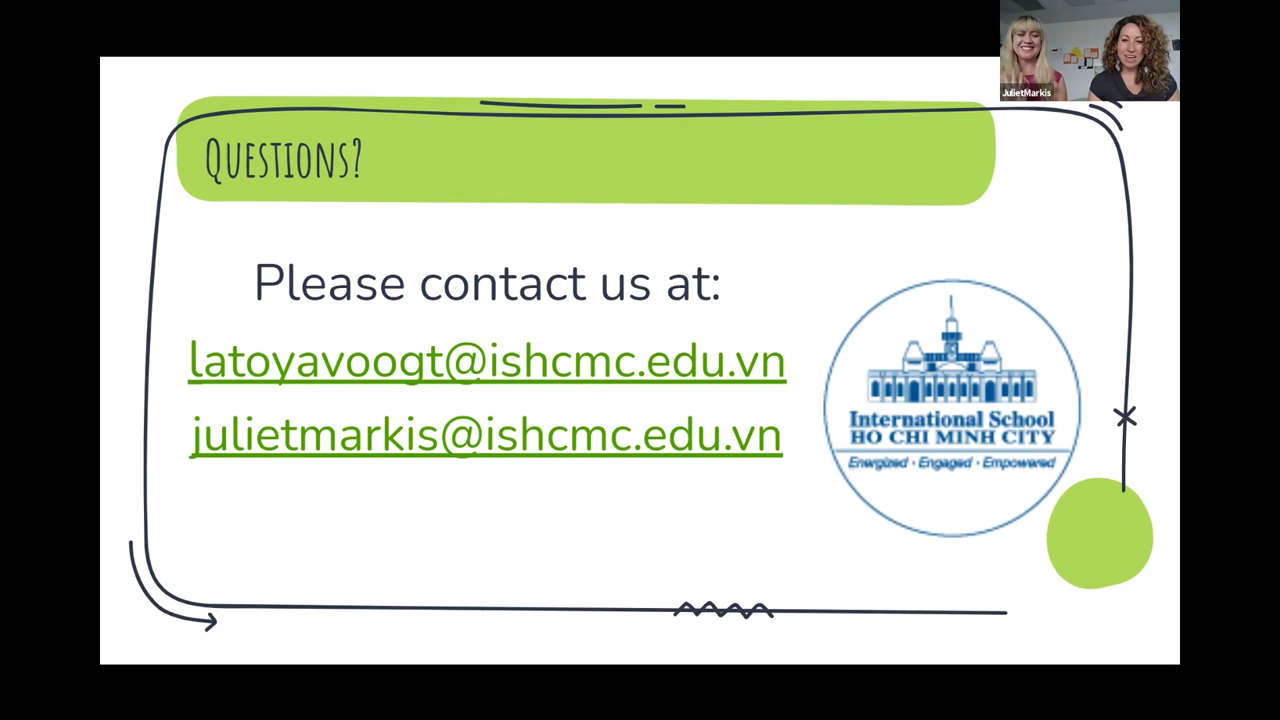 JulietMarkis
Questions?
Please contact us at:
latoyavoogt@ishcmc.edu.vn
julietmarkis@ishcmc.edu.vn
International School
HO CHI MINH CITY
Energized · Engaged · Empowered